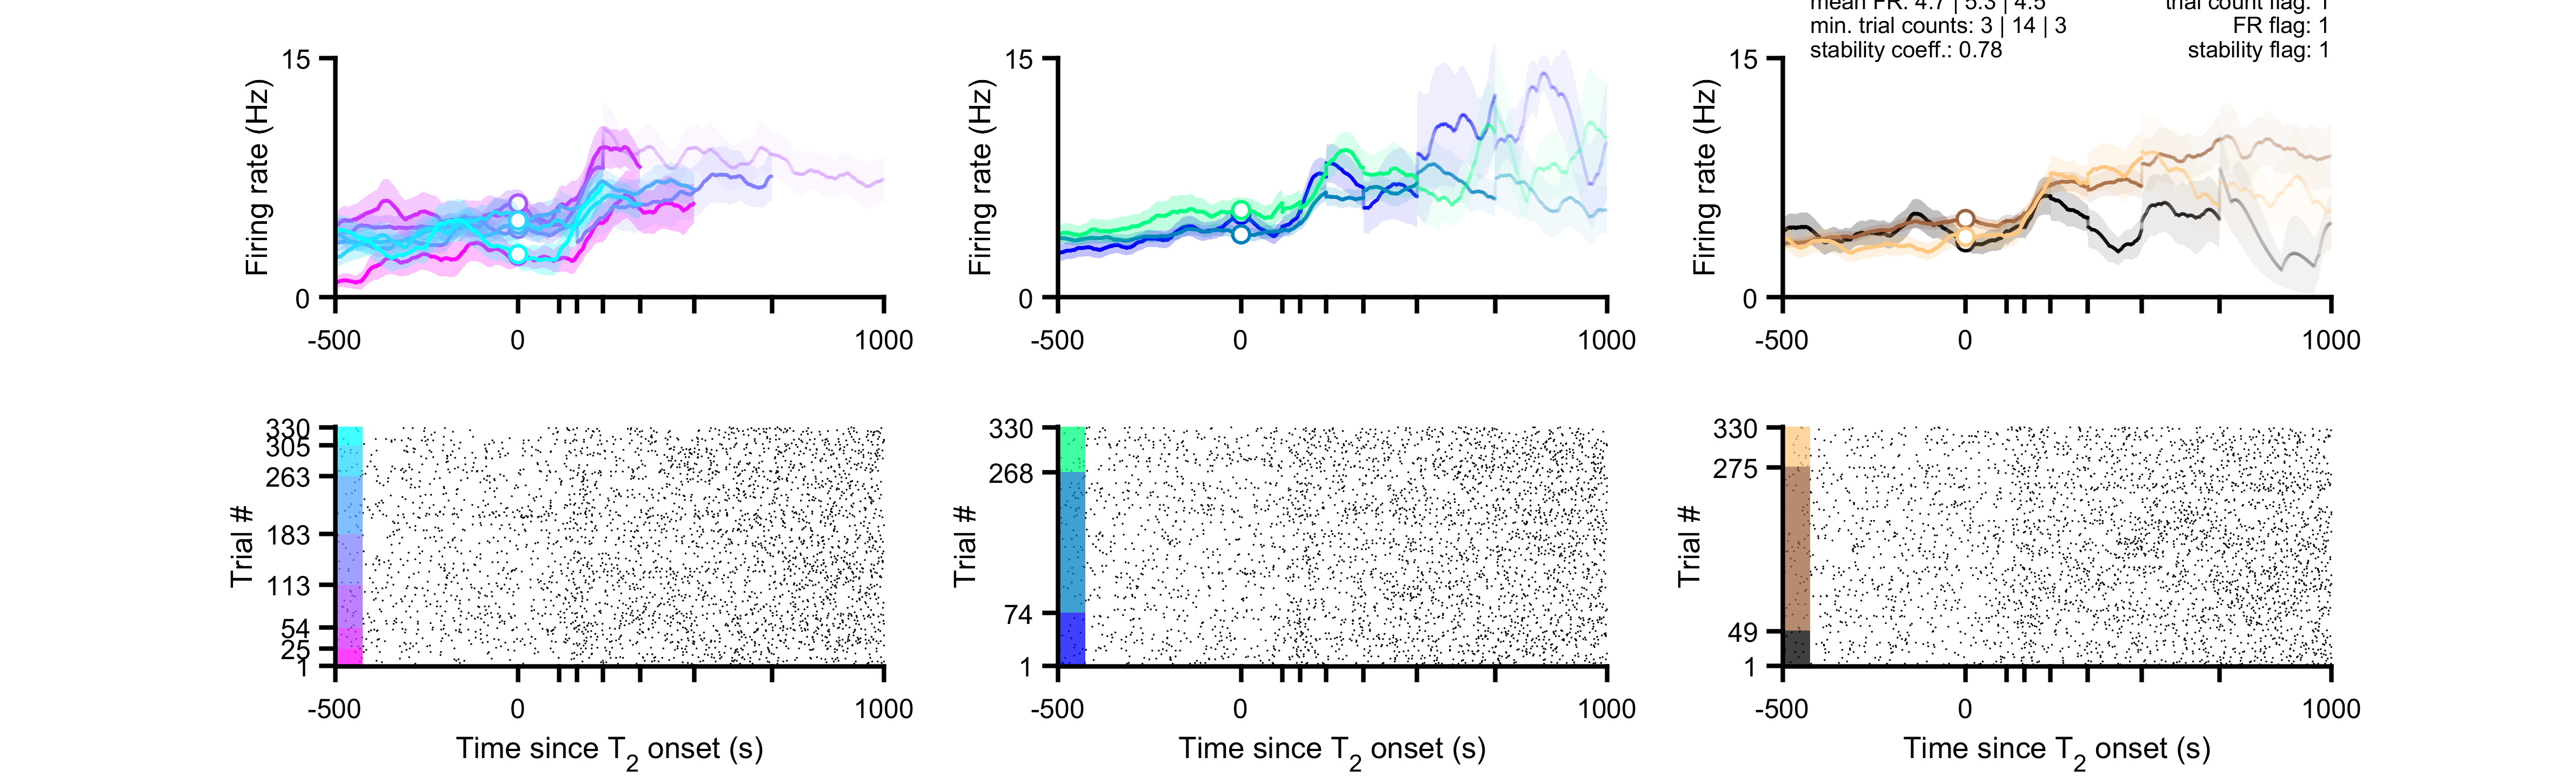 mean FR: 4.7 | 5.3 | 4.5 trial count flag: 1
min. trial counts: 3 | 14 | 3 FR flag: 1
stability coeff.: 0.78 stability flag: 1
15
Firing rate (Hz)
0
-500 0 1000
15
Firing rate (Hz)
0
-500 0 1000
15
Firing rate (Hz)
0
-500 0 1000
330
305
263
183
113
54
25
1
Trial #
-500 0 1000
Time since T2 onset (s)
330
268
74
1
Trial #
-500 0 1000
Time since T2 onset (s)
330
275
49
1
Trial #
-500 0 1000
Time since T2 onset (s)